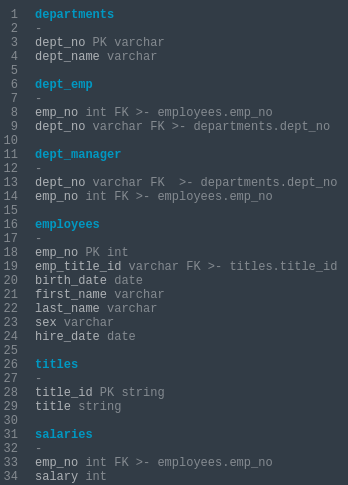 1 departments
2 -
3 dept_no PK varchar
4 dept_name varchar
5
6 dept_emp
7 -
8 emp_no int FK >- employees.emp_no
9 dept_no varchar FK >- departments.dept_no
10
11 dept_manager
12 -
13 dept_no varchar FK  >- departments.dept_no
14 emp_no int FK >- employees.emp_no
15
16 employees
17 -
18 emp_no PK int
19 emp_title_id varchar FK >- titles.title_id
20 birth_date date
21 first_name varchar
22 last_name varchar
23 sex varchar
24 hire_date date
25
26 titles
27 -
28 title_id PK string
29 title string
30
31 salaries
32 -
33 emp_no int FK >- employees.emp_no
34 salary int